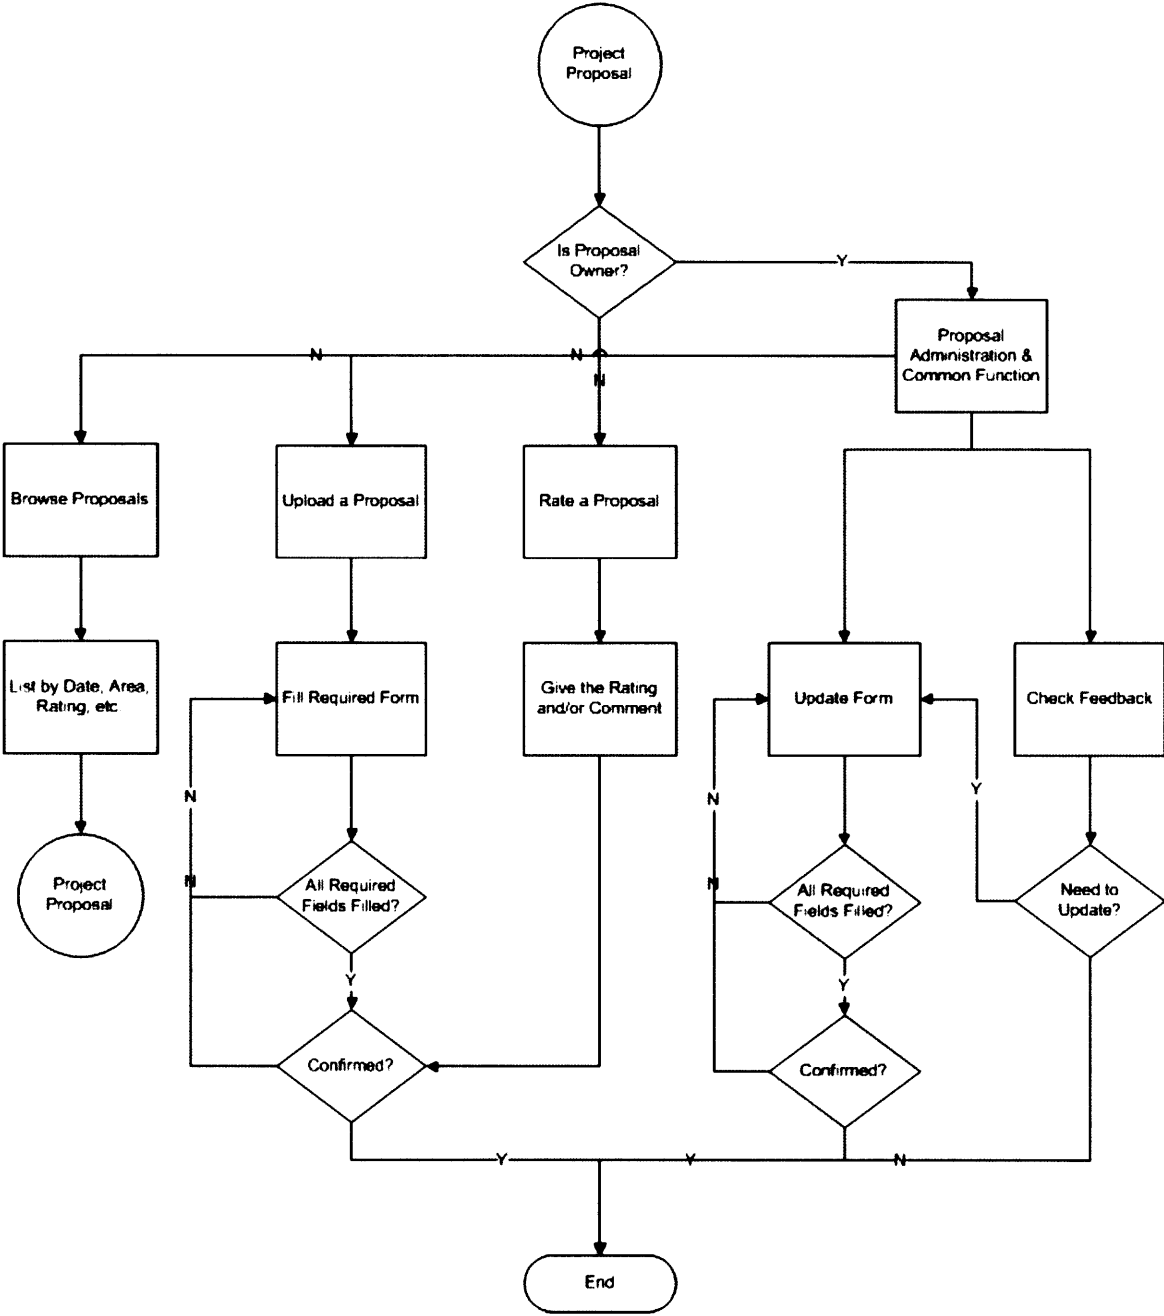 Project
Proposal
Is Proposal
Owner?
Y
Proposal
Administration &
Common Function
N
N
N
Browse Proposals
Upload a Proposal
Rate a Proposal
List by Date, Area,
Rating, etc
Fill Required Form
Give the Rating
and/or Comment
Update Form
Check Feedback
N
N
Y
Project
Proposal
N
All Required
Fields Filled?
N
All Required
Fields Filled?
Need to
Update?
Y
Y
Confirmed?
Confirmed?
Y
Y
N
End